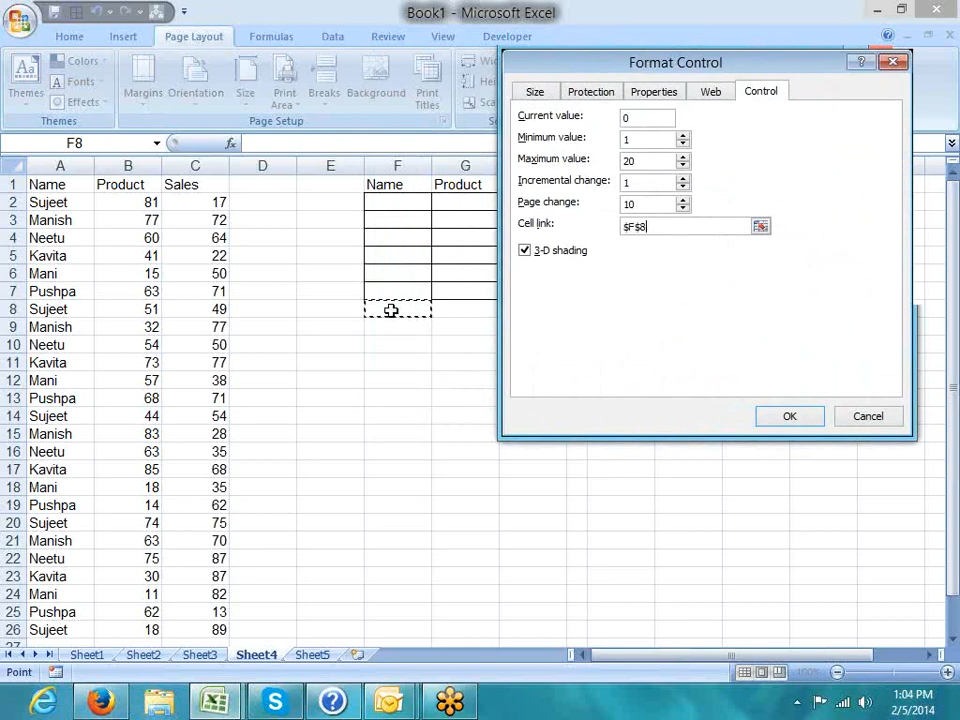 Book1 - Microsoft Excel
Home Insert Page Layout Formulas Data Review View Developer
Themes
Colors
Fonts
Effects
Themes
Margins
Orientation
Size
Print
Area
Breaks
Background
Print
Titles
Page Setup
F8
fx
A B C D E F G
1 Name Product Sales Name Product
2 Sujeet 81 17
3 Manish 77 72
4 Neetu 60 64
5 Kavita 41 22
6 Mani 15 50
7 Pushpa 63 71
8 Sujeet 51 49
9 Manish 32 77
10 Neetu 54 50
11 Kavita 73 77
12 Mani 57 38
13 Pushpa 68 71
14 Sujeet 44 54
15 Manish 83 28
16 Neetu 63 35
17 Kavita 85 68
18 Mani 18 35
19 Pushpa 14 62
20 Sujeet 74 75
21 Manish 63 70
22 Neetu 75 87
23 Kavita 30 87
24 Mani 11 82
25 Pushpa 62 13
26 Sujeet 18 89
Format Control
Size Protection Properties Web Control
Current value: 0
Minimum value: 1
Maximum value: 20
Incremental change: 1
Page change: 10
Cell link: $F$8
3-D shading
OK Cancel
Sheet1 Sheet2 Sheet3 Sheet4 Sheet5
Point 100%
1:04 PM
2/5/2014